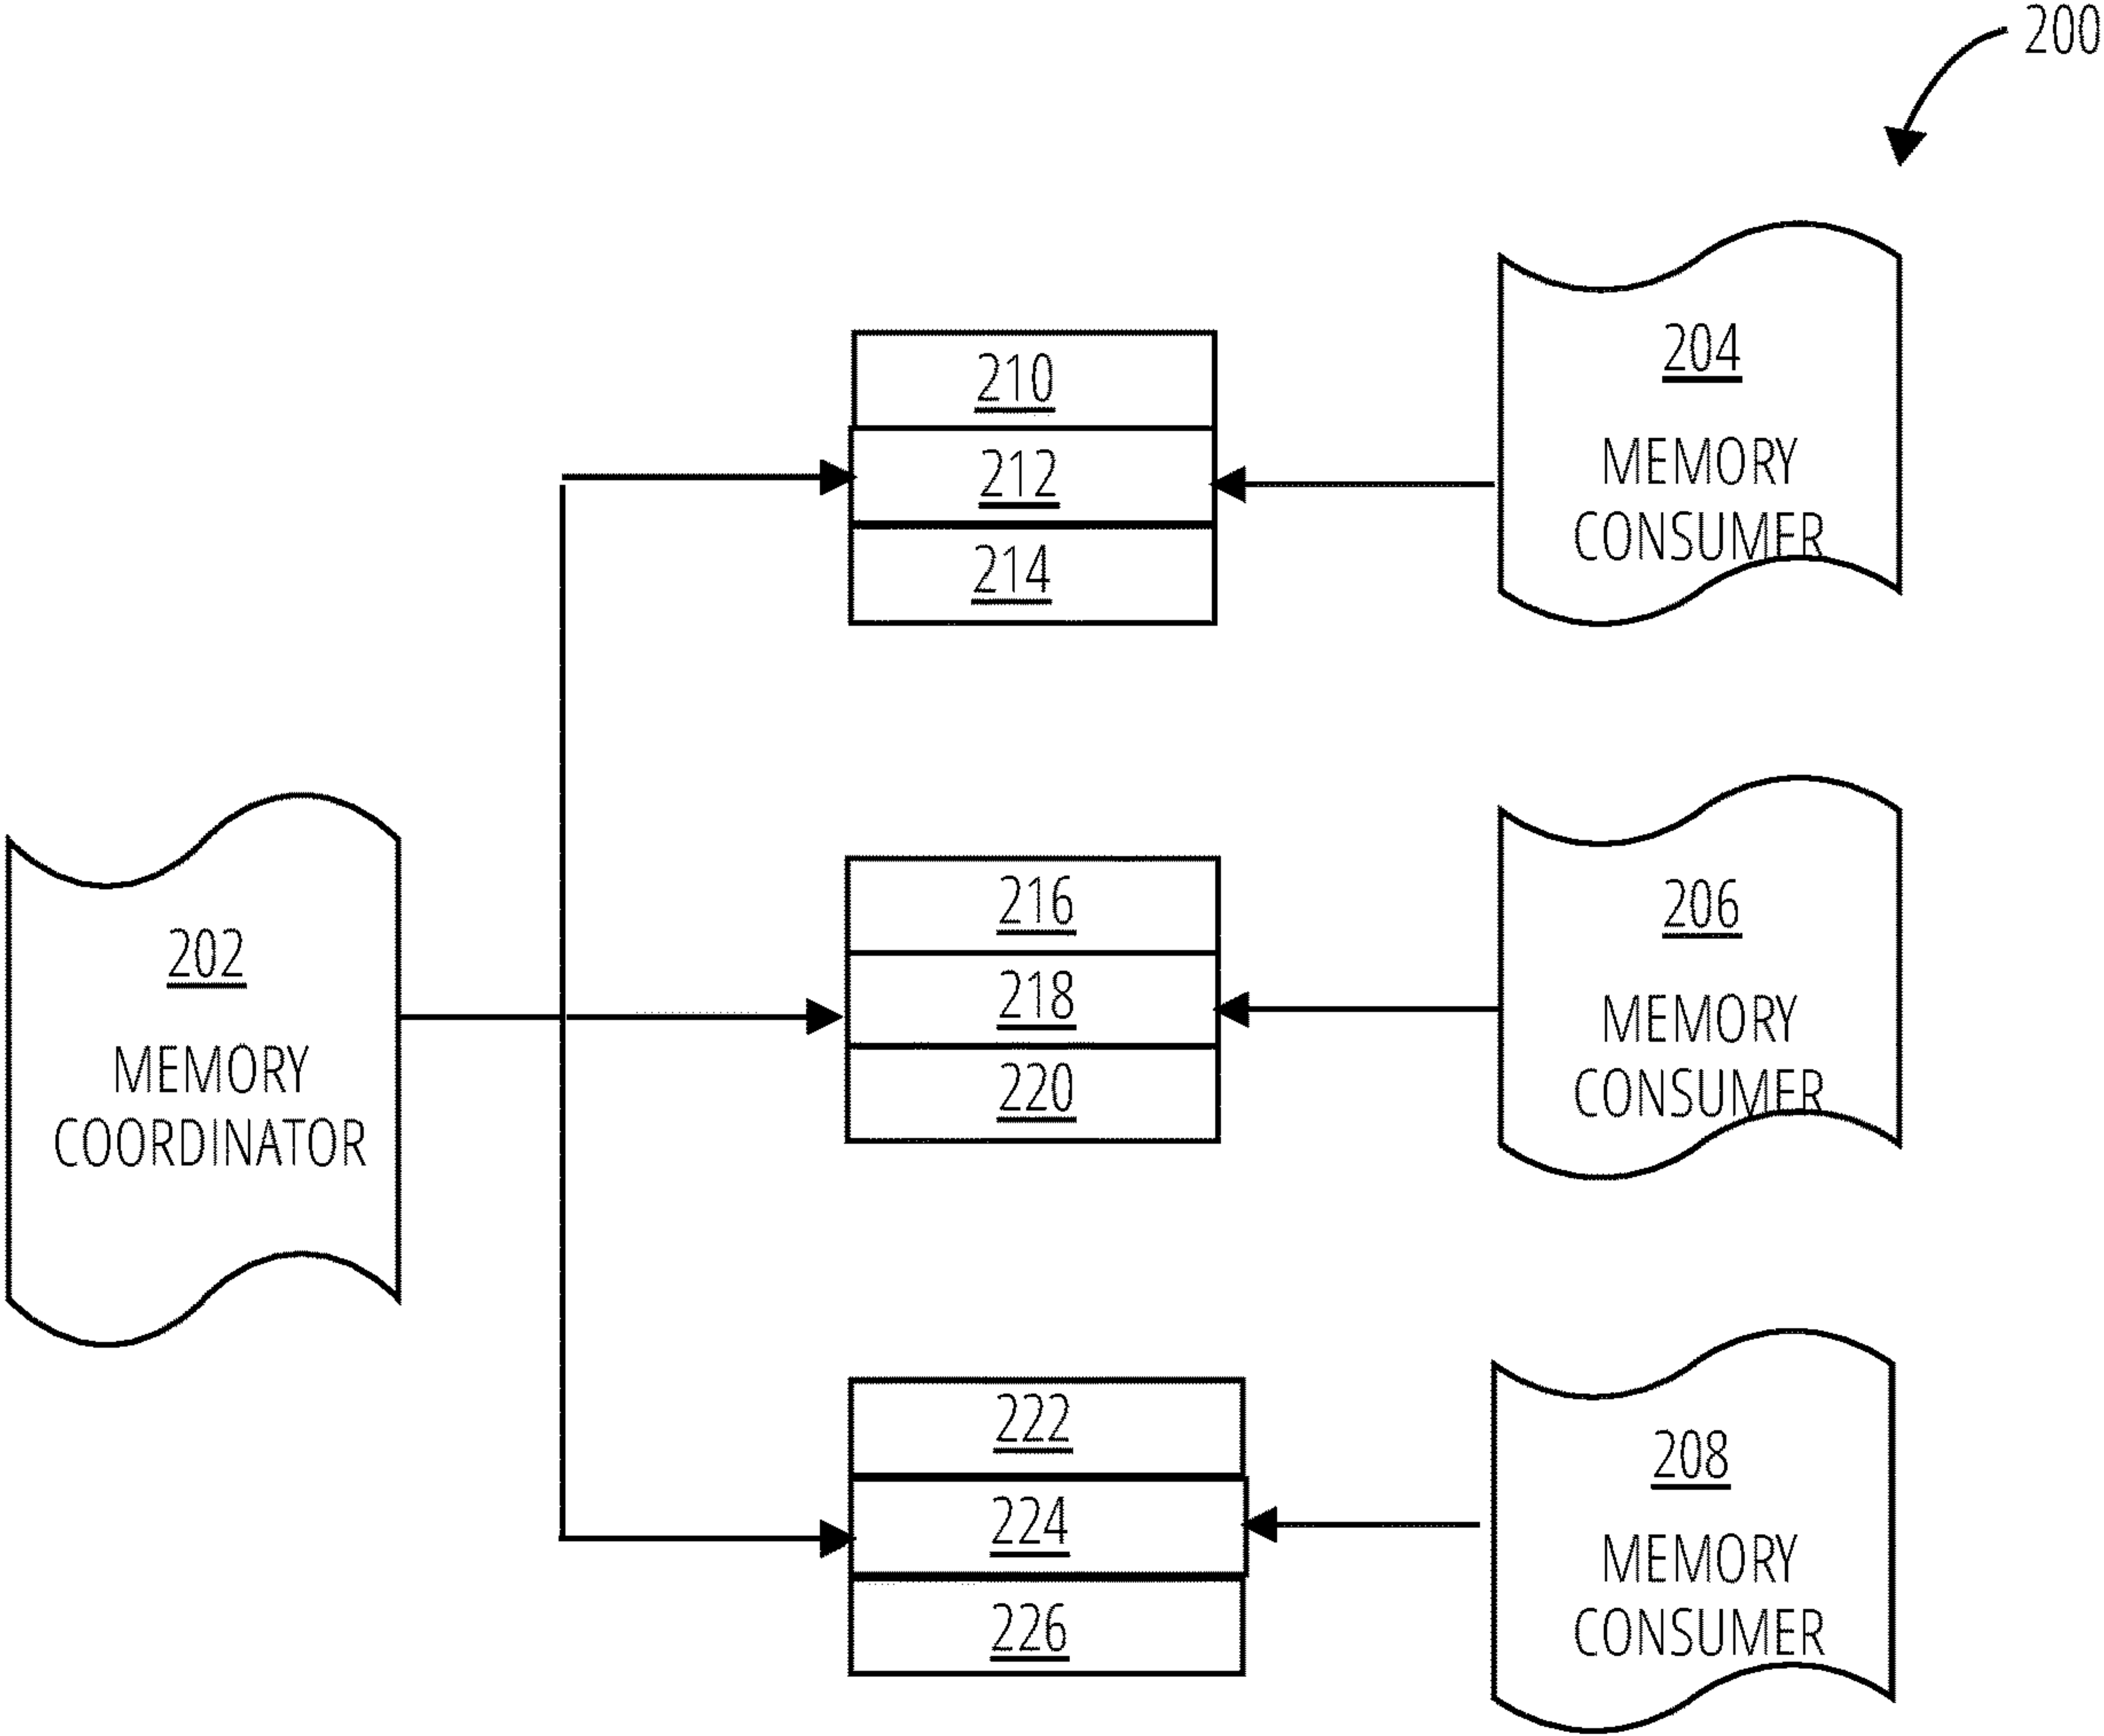 200
204
MEMORY
CONSUMER
210
212
214
202
MEMORY
COORDINATOR
216
218
220
206
MEMORY
CONSUMER
222
224
226
208
MEMORY
CONSUMER